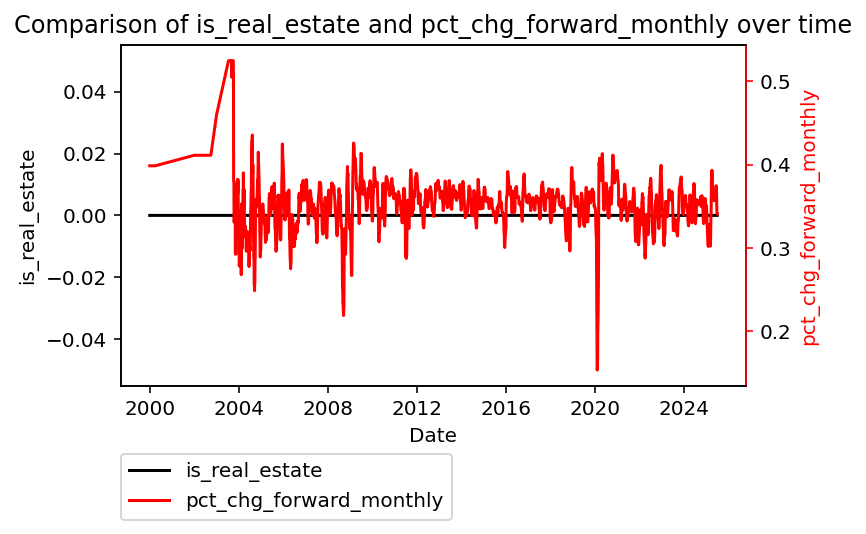 Comparison of is_real_estate and pct_chg_forward_monthly over time
0.04
0.02
0.00
−0.02
−0.04
is_real_estate
0.5
0.4
0.3
0.2
pct_chg_forward_monthly
2000 2004 2008 2012 2016 2020 2024
Date
is_real_estate
pct_chg_forward_monthly